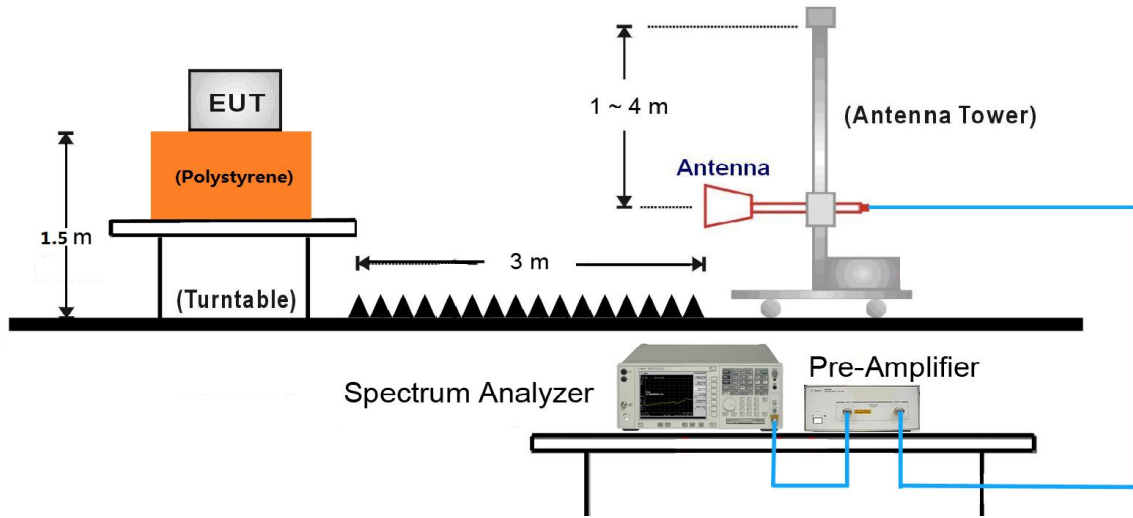 EUT
(Polystyrene)
1.5 m
(Turntable)
3 m
1 ~ 4 m
Antenna
(Antenna Tower)
Spectrum Analyzer
Pre-Amplifier